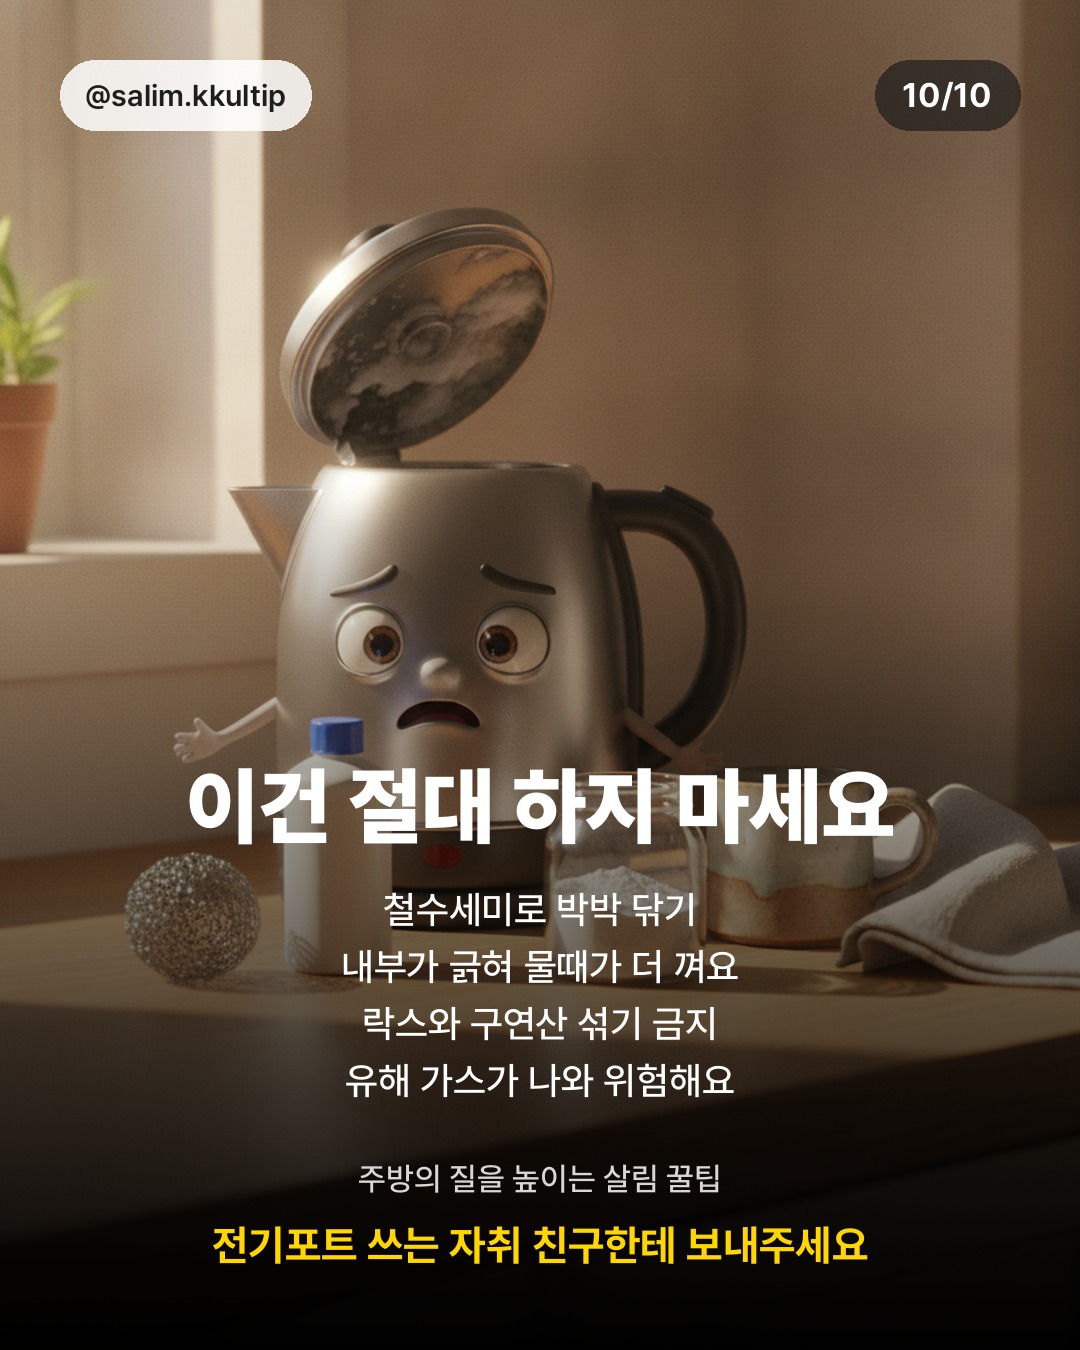 @salim.kkultip
10/10
이건 절대 하지 마세요
철수세미로 박박 닦기
내부가 긁혀 물때가 더 껴요
락스와 구연산 섞기 금지
유해 가스가 나와 위험해요
주방의 질을 높이는 살림 꿀팁
전기포트 쓰는 자취 친구한테 보내주세요